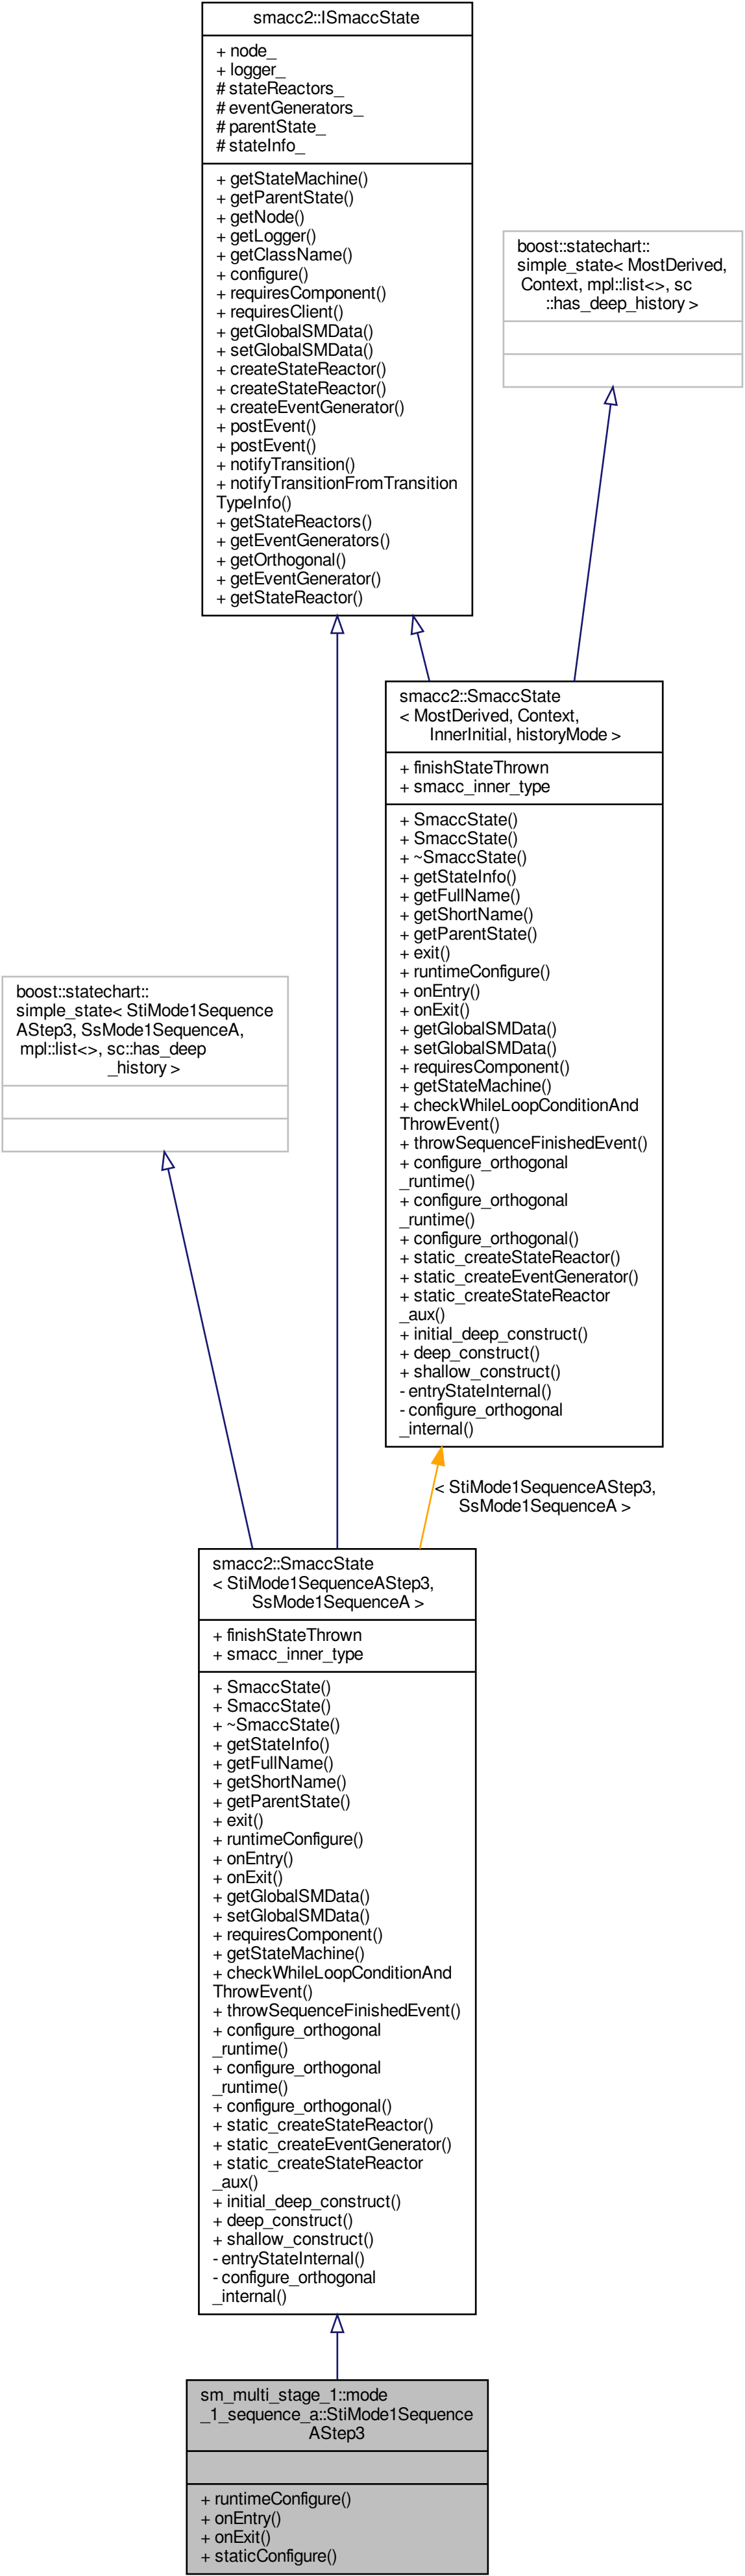 smacc2::ISmaccState
+ node_
+ logger_
# stateReactors_
# eventGenerators_
# parentState_
# stateInfo_
+ getStateMachine()
+ getParentState()
+ getNode()
+ getLogger()
+ getClassName()
+ configure()
+ requiresComponent()
+ requiresClient()
+ getGlobalSMData()
+ setGlobalSMData()
+ createStateReactor()
+ createStateReactor()
+ createEventGenerator()
+ postEvent()
+ postEvent()
+ notifyTransition()
+ notifyTransitionFromTransition
TypeInfo()
+ getStateReactors()
+ getEventGenerators()
+ getOrthogonal()
+ getEventGenerator()
+ getStateReactor()
boost::statechart::
simple_state< MostDerived,
Context, mpl::list<>, sc
::has_deep_history >
smacc2::SmaccState
< MostDerived, Context,
InnerInitial, historyMode >
+ finishStateThrown
+ smacc_inner_type
+ SmaccState()
+ SmaccState()
+ ~SmaccState()
+ getStateInfo()
+ getFullName()
+ getShortName()
+ getParentState()
+ exit()
+ runtimeConfigure()
+ onEntry()
+ onExit()
+ getGlobalSMData()
+ setGlobalSMData()
+ requiresComponent()
+ getStateMachine()
+ checkWhileLoopConditionAnd
ThrowEvent()
+ throwSequenceFinishedEvent()
+ configure_orthogonal
_runtime()
+ configure_orthogonal
_runtime()
+ configure_orthogonal()
+ static_createStateReactor()
+ static_createEventGenerator()
+ static_createStateReactor
_aux()
+ initial_deep_construct()
+ deep_construct()
+ shallow_construct()
- entryStateInternal()
- configure_orthogonal
_internal()
boost::statechart::
simple_state< StiMode1Sequence
AStep3, SsMode1SequenceA,
mpl::list<>, sc::has_deep
_history >
< StiMode1SequenceAStep3,
SsMode1SequenceA >
smacc2::SmaccState
< StiMode1SequenceAStep3,
SsMode1SequenceA >
+ finishStateThrown
+ smacc_inner_type
+ SmaccState()
+ SmaccState()
+ ~SmaccState()
+ getStateInfo()
+ getFullName()
+ getShortName()
+ getParentState()
+ exit()
+ runtimeConfigure()
+ onEntry()
+ onExit()
+ getGlobalSMData()
+ setGlobalSMData()
+ requiresComponent()
+ getStateMachine()
+ checkWhileLoopConditionAnd
ThrowEvent()
+ throwSequenceFinishedEvent()
+ configure_orthogonal
_runtime()
+ configure_orthogonal
_runtime()
+ configure_orthogonal()
+ static_createStateReactor()
+ static_createEventGenerator()
+ static_createStateReactor
_aux()
+ initial_deep_construct()
+ deep_construct()
+ shallow_construct()
- entryStateInternal()
- configure_orthogonal
_internal()
sm_multi_stage_1::mode
_1_sequence_a::StiMode1Sequence
AStep3
+ runtimeConfigure()
+ onEntry()
+ onExit()
+ staticConfigure()